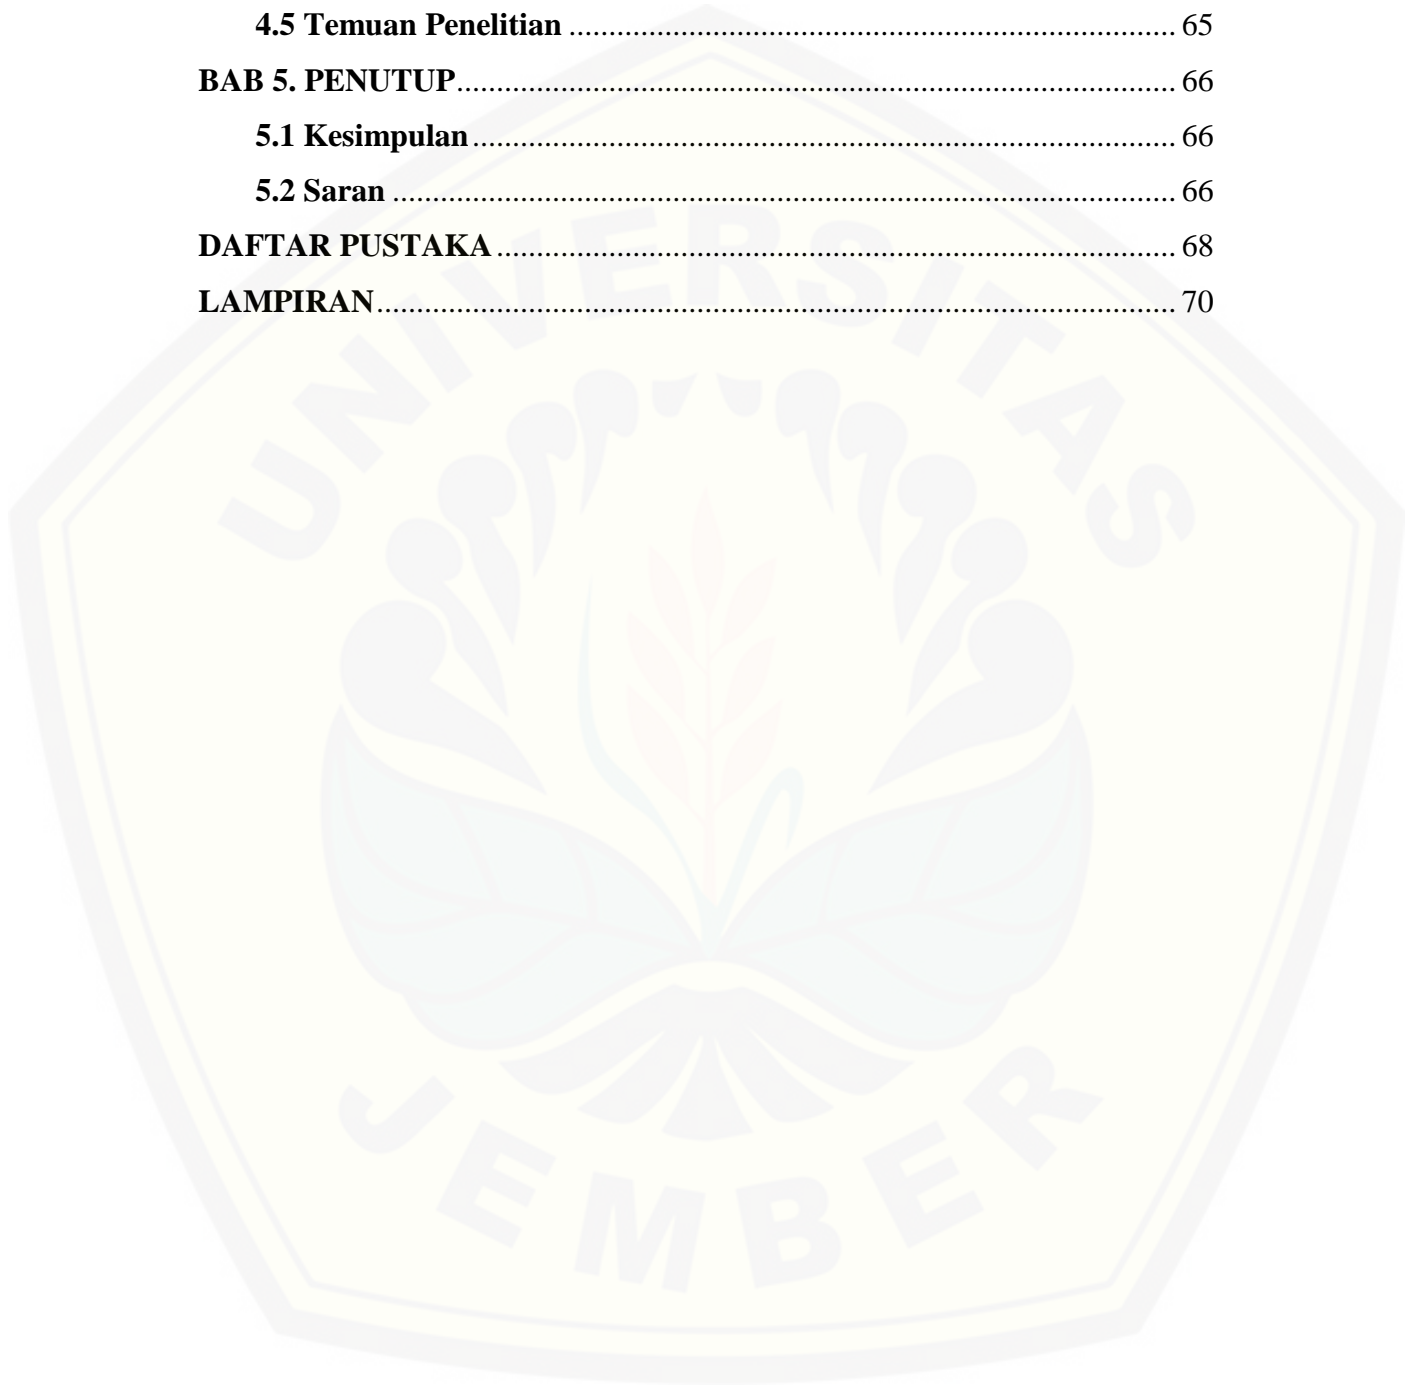 4.5 Temuan Penelitian ........................................................................... 65
BAB 5. PENUTUP ......................................................................................... 66
5.1 Kesimpulan ....................................................................................... 66
5.2 Saran ................................................................................................. 66
DAFTAR PUSTAKA .................................................................................... 68
LAMPIRAN ................................................................................................... 70
UNIVERSITAS
JEMBER